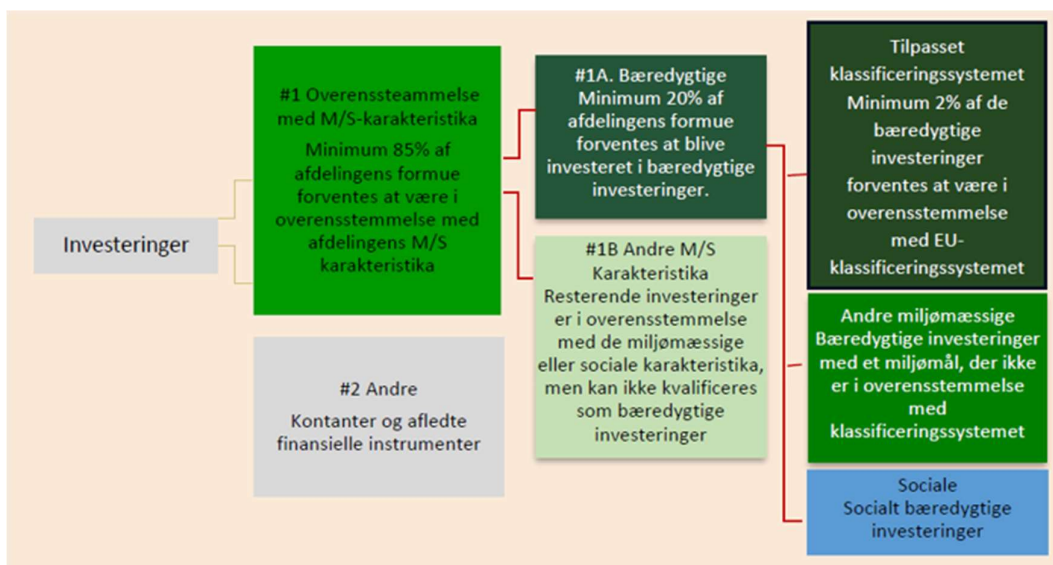 Investeringer
#1 Overenssteammelse
med M/S-karakteristika
Minimum 85% af
afdelingens formue
forventes at være i
overensstemmelse med
afdelingens M/S
karakteristika
#2 Andre
Kontanter og afledte
finansielle instrumenter
#1A. Bæredygtige
Minimum 20% af
afdelingens formue
forventes at blive
investeret i bæredygtige
investeringer.
#1B Andre M/S
Karakteristika
Resterende investeringer
er i overensstemmelse
med de miljømæssige
eller sociale karakteristika,
men kan ikke kvalificeres
som bæredygtige
investeringer
Tilpasset
klassificeringssystemet
Minimum 2% af de
bæredygtige
investeringer
forventes at være i
overensstemmelse
med EU-
klassificeringssystemet
Andre miljømæssige
Bæredygtige investeringer
med et miljømål, der ikke
er i overensstemmelse
med
klassificeringssystemet
Sociale
Socialt bæredygtige
investeringer